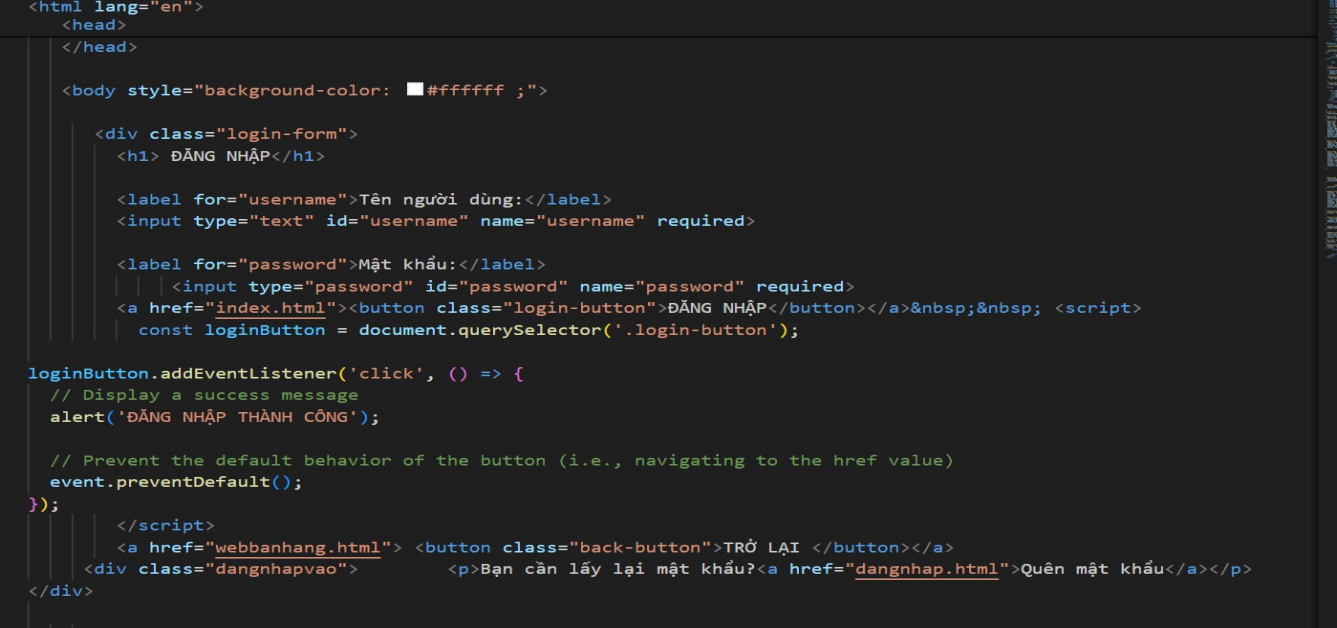 <html lang="en">
<head>
</head>
<body style="background-color: #ffffff ;">
<div class="login-form">
<h1> ĐĂNG NHẬP</h1>
<label for="username">Tên người dùng:</label>
<input type="text" id="username" name="username" required>
<label for="password">Mật khẩu:</label>
<input type="password" id="password" name="password" required>
<a href="index.html"><button class="login-button">ĐĂNG NHẬP</button></a>&nbsp;&nbsp; <script>
const loginButton = document.querySelector('.login-button');
loginButton.addEventListener('click', () => {
// Display a success message
alert('ĐĂNG NHẬP THÀNH CÔNG');
// Prevent the default behavior of the button (i.e., navigating to the href value)
event.preventDefault();
});
</script>
<a href="webbanhang.html"> <button class="back-button">TRỞ LẠI </button></a>
<div class="dangnhapvao"> <p>Bạn cần lấy lại mật khẩu?<a href="dangnhap.html">Quên mật khẩu</a></p>
</div>